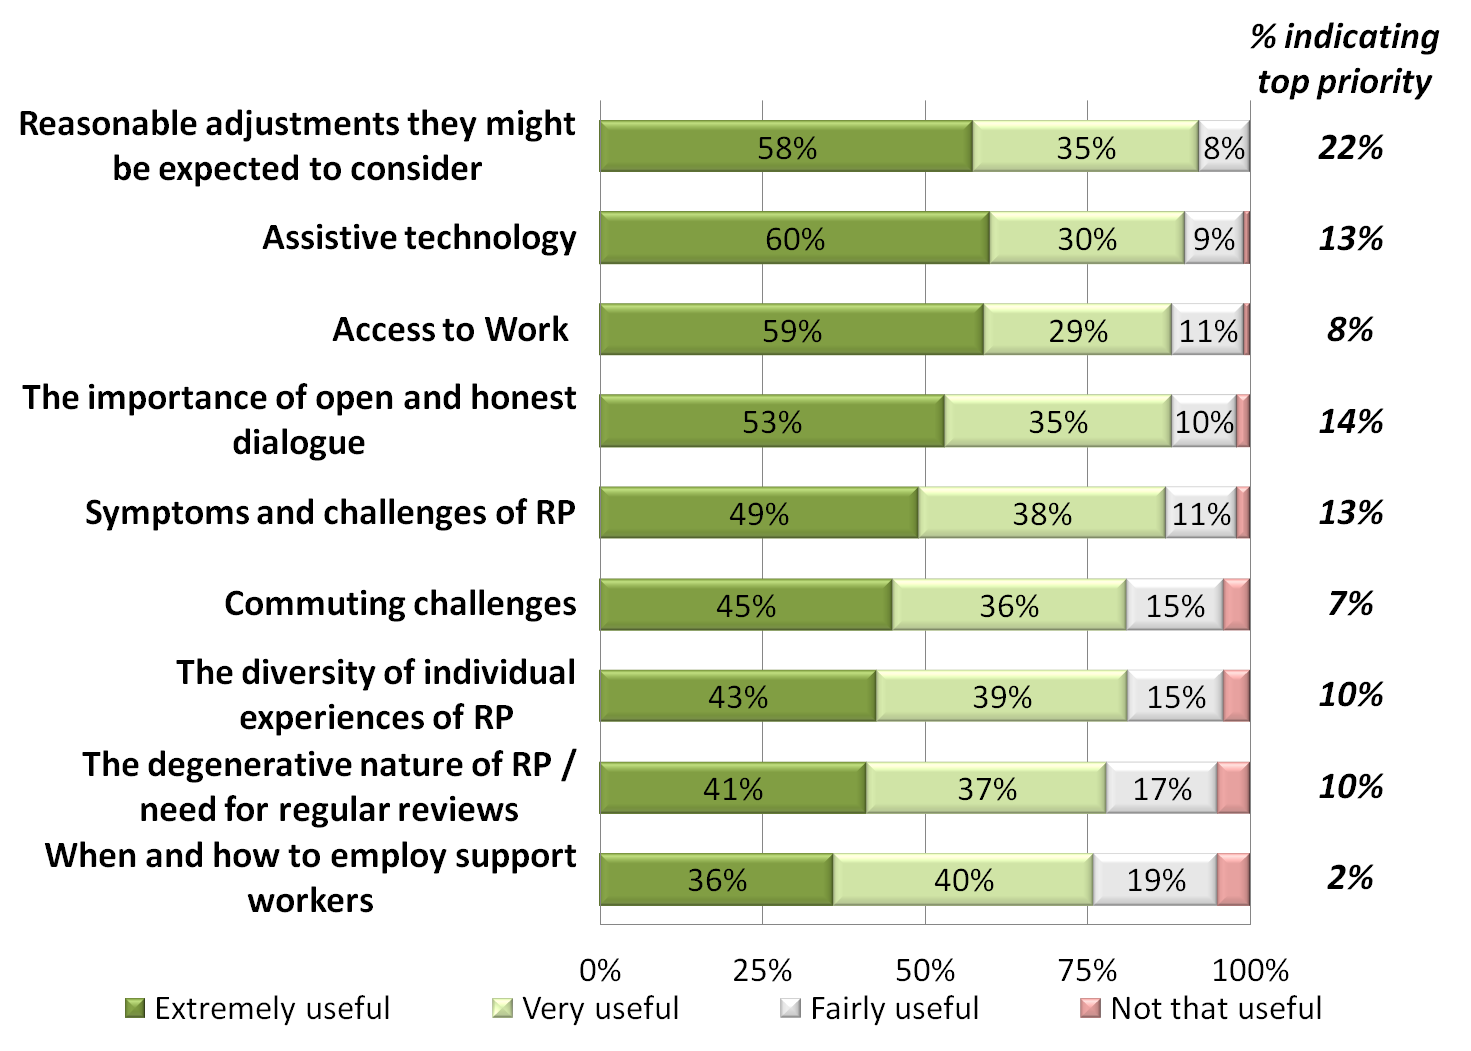 % indicating
top priority
Reasonable adjustments they might
be expected to consider
58% 35% 8% 22%
Assistive technology 60% 30% 9% 13%
Access to Work 59% 29% 11% 8%
The importance of open and honest
dialogue
53% 35% 10% 14%
Symptoms and challenges of RP 49% 38% 11% 13%
Commuting challenges 45% 36% 15% 7%
The diversity of individual
experiences of RP
43% 39% 15% 10%
The degenerative nature of RP /
need for regular reviews
41% 37% 17% 10%
When and how to employ support
workers
36% 40% 19% 2%
0% 25% 50% 75% 100%
Extremely useful Very useful Fairly useful Not that useful